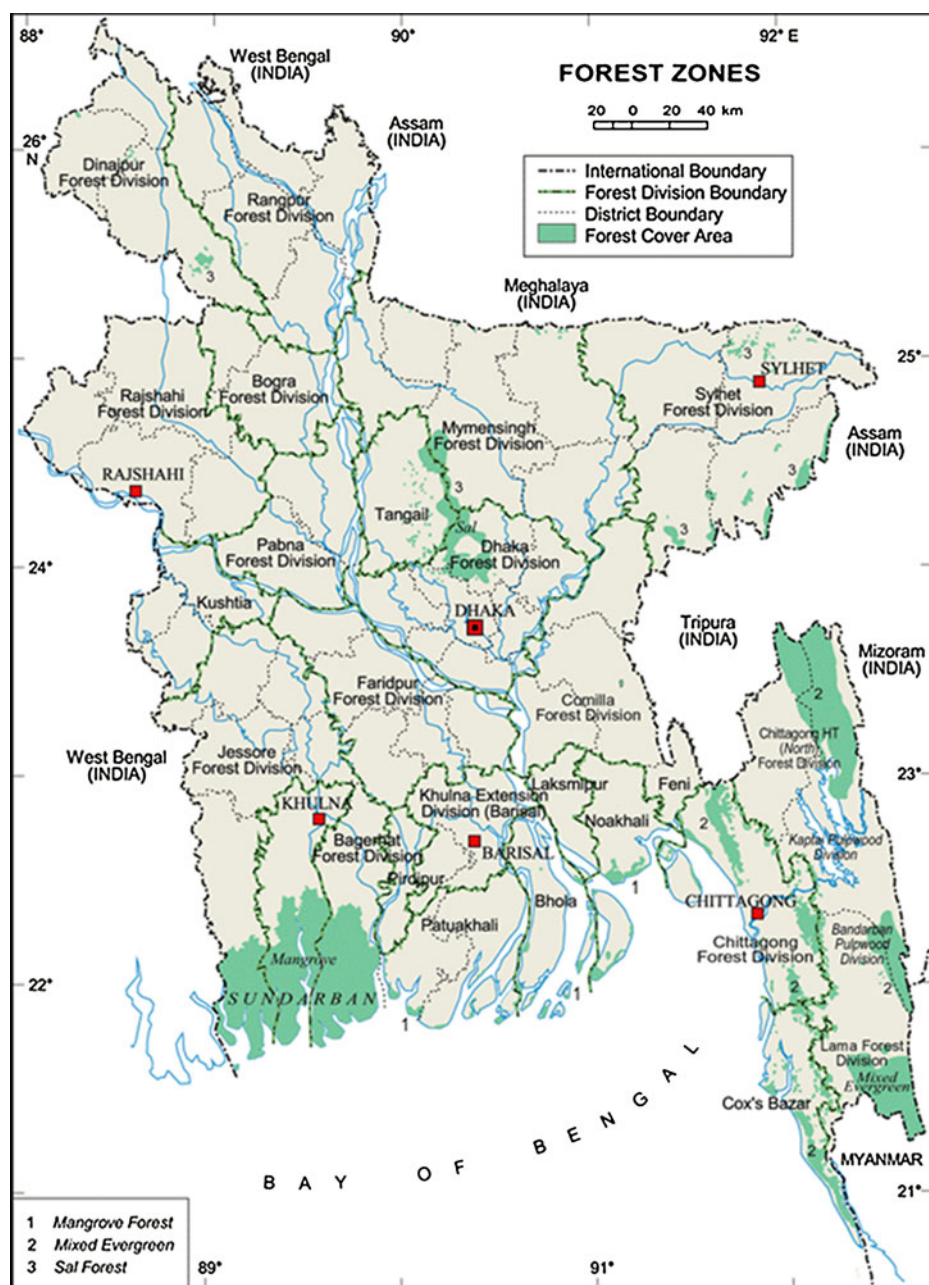 88°
90°
92° E
West Bengal
(INDIA)
FOREST ZONES
20 0 20 40 km
Assam
(INDIA)
26°
N
International Boundary
Forest Division Boundary
District Boundary
Forest Cover Area
Dinajpur
Forest Division
Rangpur
Forest Division
3
Meghalaya
(INDIA)
25°
3
SYLHET
Sylhet
Forest Division
Rajshahi
Forest Division
Bogra
Forest Division
Mymensingh
Forest Division
Assam
(INDIA)
RAJSHAHI
3
3
Tangail
Sal
3
Dhaka
Forest Division
Pabna
Forest Division
24°
Kushtia
DHAKA
Tripura
(INDIA)
Mizoram
(INDIA)
Faridpur
Forest Division
Comilla
Forest Division
2
Chittagong HT
(North)
Forest Division
West Bengal
(INDIA)
Jessore
Forest Division
23°
KHULNA
Khulna Extension
Division (Barisal)
Laksmipur
Feni
Noakhali
2
Kaptai Pulpwood
Division
Bagerhat
Forest Division
BARISAL
Pirojpur
1
Bhola
CHITTAGONG
Patuakhali
Chittagong
Forest Division
Bandarban
Pulpwood
Division
Mangrove
SUNDARBAN
22°
1
1
2
2
Lama Forest
Division
Mixed
Evergreen
Cox's Bazar
BAY OF BENGAL
2
MYANMAR
21°
1 Mangrove Forest
2 Mixed Evergreen
3 Sal Forest
89°
91°